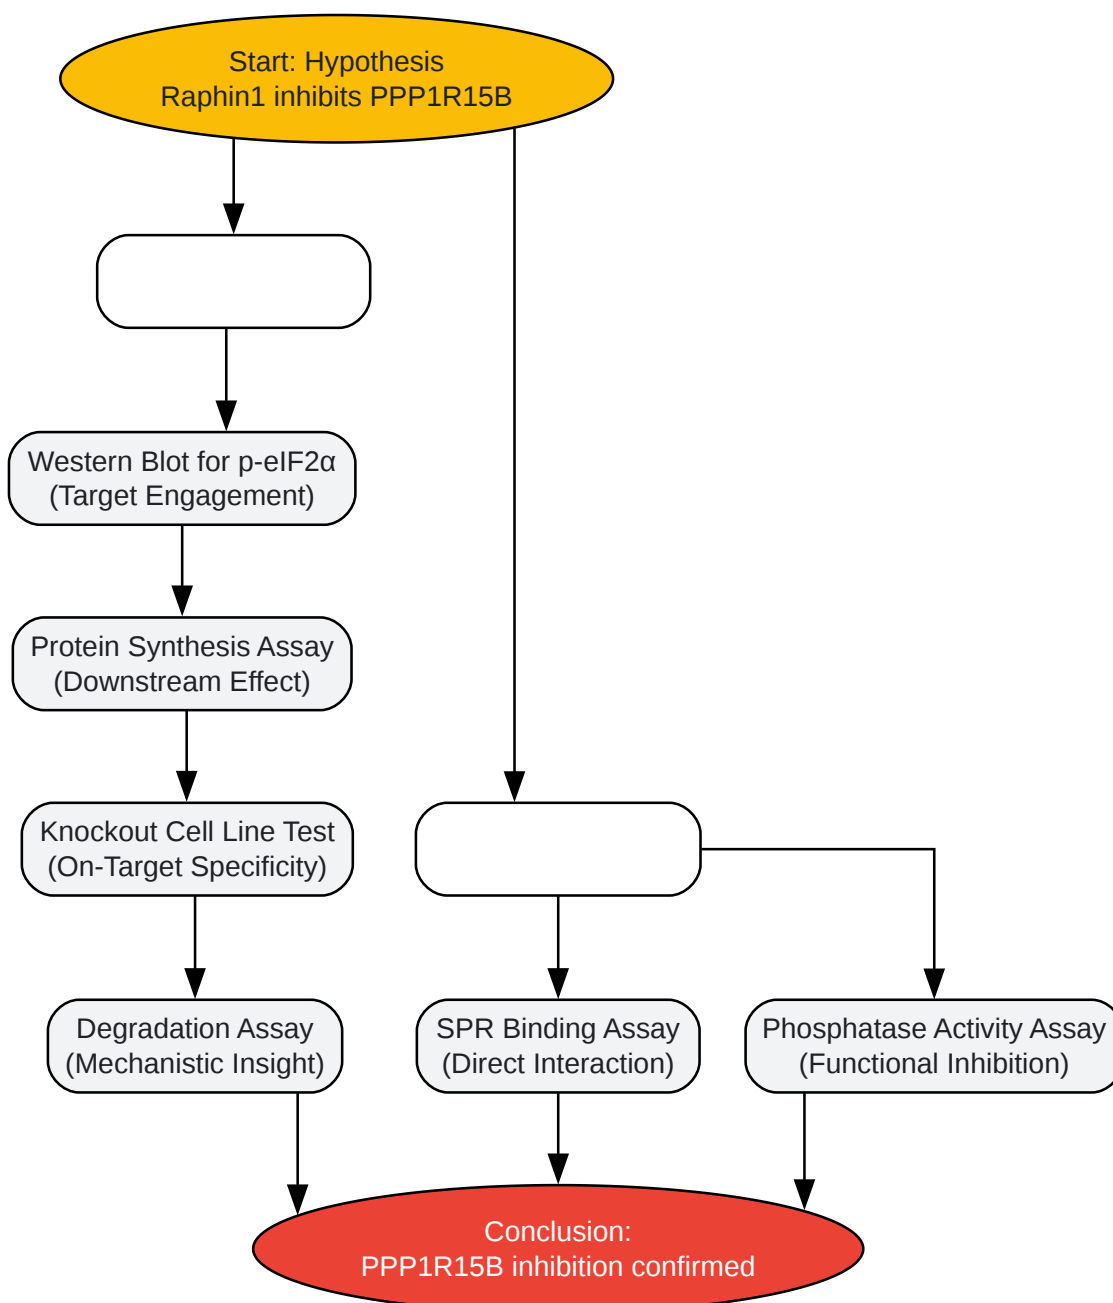 Start: Hypothesis
Raphin1 inhibits PPP1R15B
Western Blot for p-eIF2α
(Target Engagement)
Protein Synthesis Assay
(Downstream Effect)
Knockout Cell Line Test
(On-Target Specificity)
Degradation Assay
(Mechanistic Insight)
SPR Binding Assay
(Direct Interaction)
Phosphatase Activity Assay
(Functional Inhibition)
Conclusion:
PPP1R15B inhibition confirmed